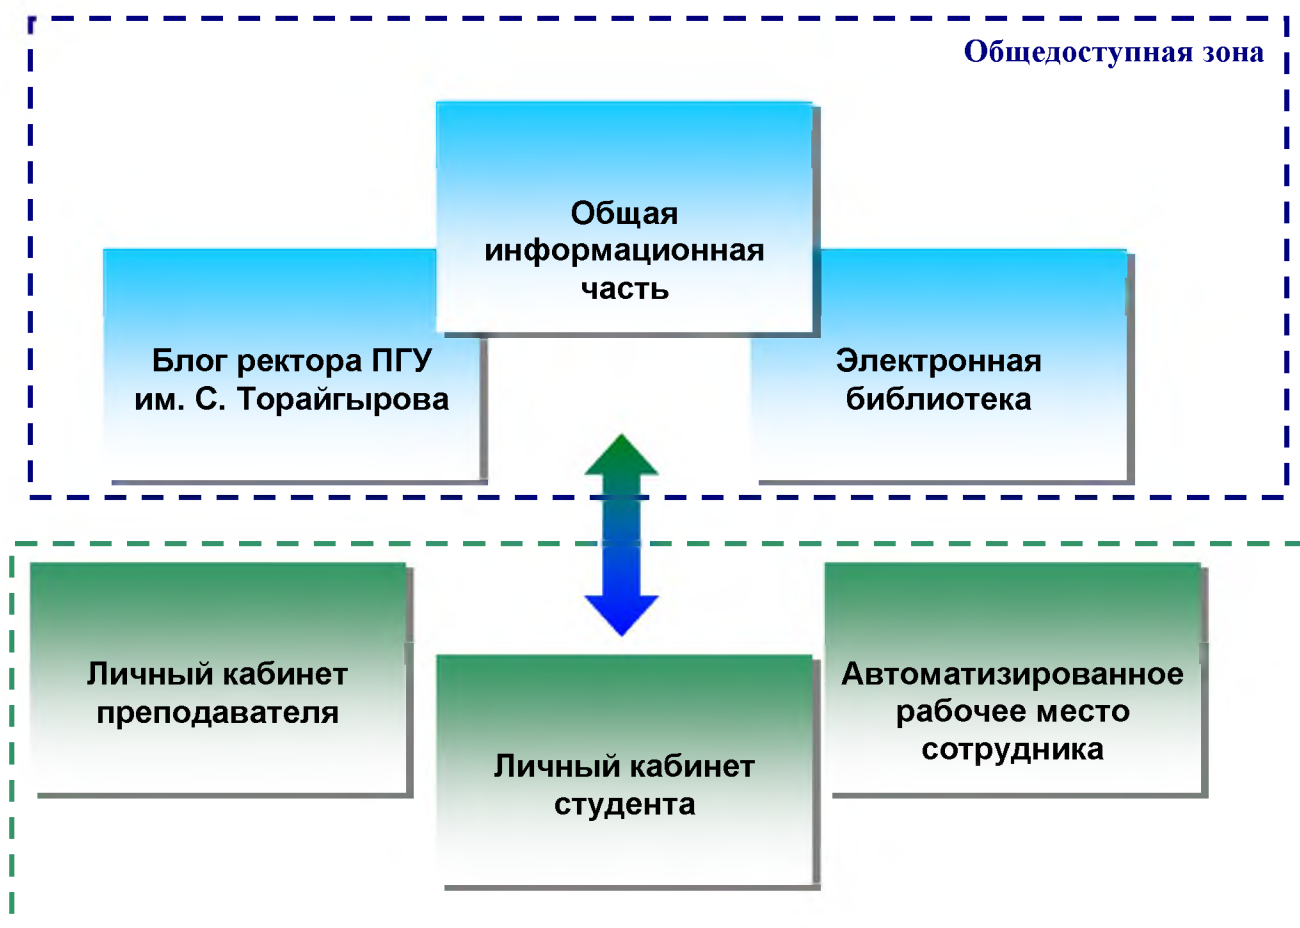 Общедоступная зона
Общая
информационная
часть
Блог ректора ПГУ
им. С. Торайгырова
Электронная
библиотека
Личный кабинет
преподавателя
Личный кабинет
студента
Автоматизированное
рабочее место
сотрудника